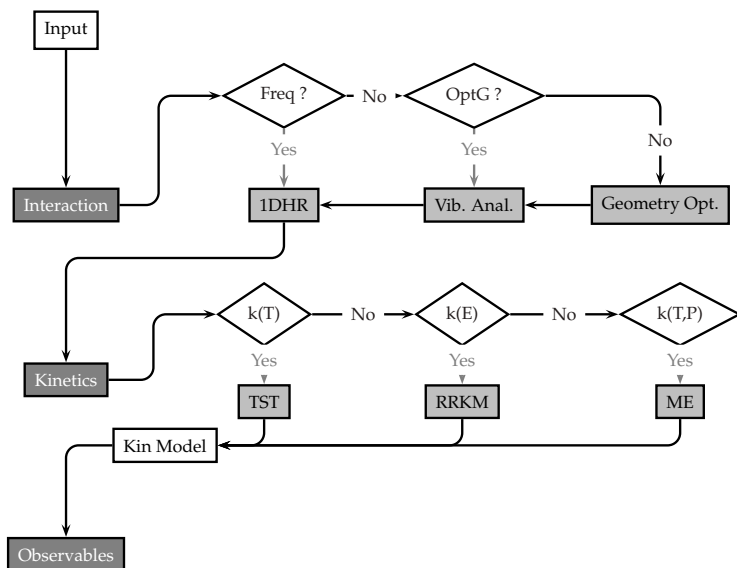 Input
Freq ?
No
OptG ?
No
Yes
Yes
Interaction
1DHR
Vib. Anal.
Geometry Opt.
k(T)
No
k(E)
No
k(T,P)
Yes
Yes
Yes
Kinetics
TST
RRKM
ME
Kin Model
Observables